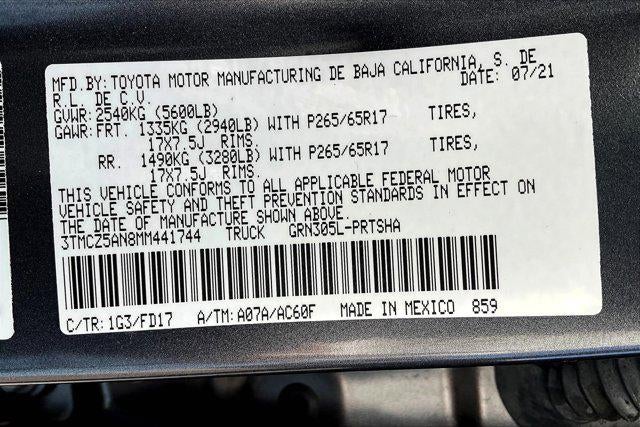 MFD.BY:TOYOTA MOTOR MANUFACTURING DE BAJA CALIFORNIA, S. DE
R.L. DE C.V. DATE: 07/21
GVWR:2540KG (5600LB)
GAWR:FRT. 1335KG (2940LB) WITH P265/65R17 TIRES,
17X7.5J RIMS.
RR. 1490KG (3280LB) WITH P265/65R17 TIRES,
17X7.5J RIMS.
THIS VEHICLE CONFORMS TO ALL APPLICABLE FEDERAL MOTOR
VEHICLE SAFETY AND THEFT PREVENTION STANDARDS IN EFFECT ON
THE DATE OF MANUFACTURE SHOWN ABOVE.
3TMCZ5AN8MM441744 TRUCK GRN305L-PRTSHA
C/TR:1G3/FD17 A/TM:A07A/AC60F MADE IN MEXICO 859